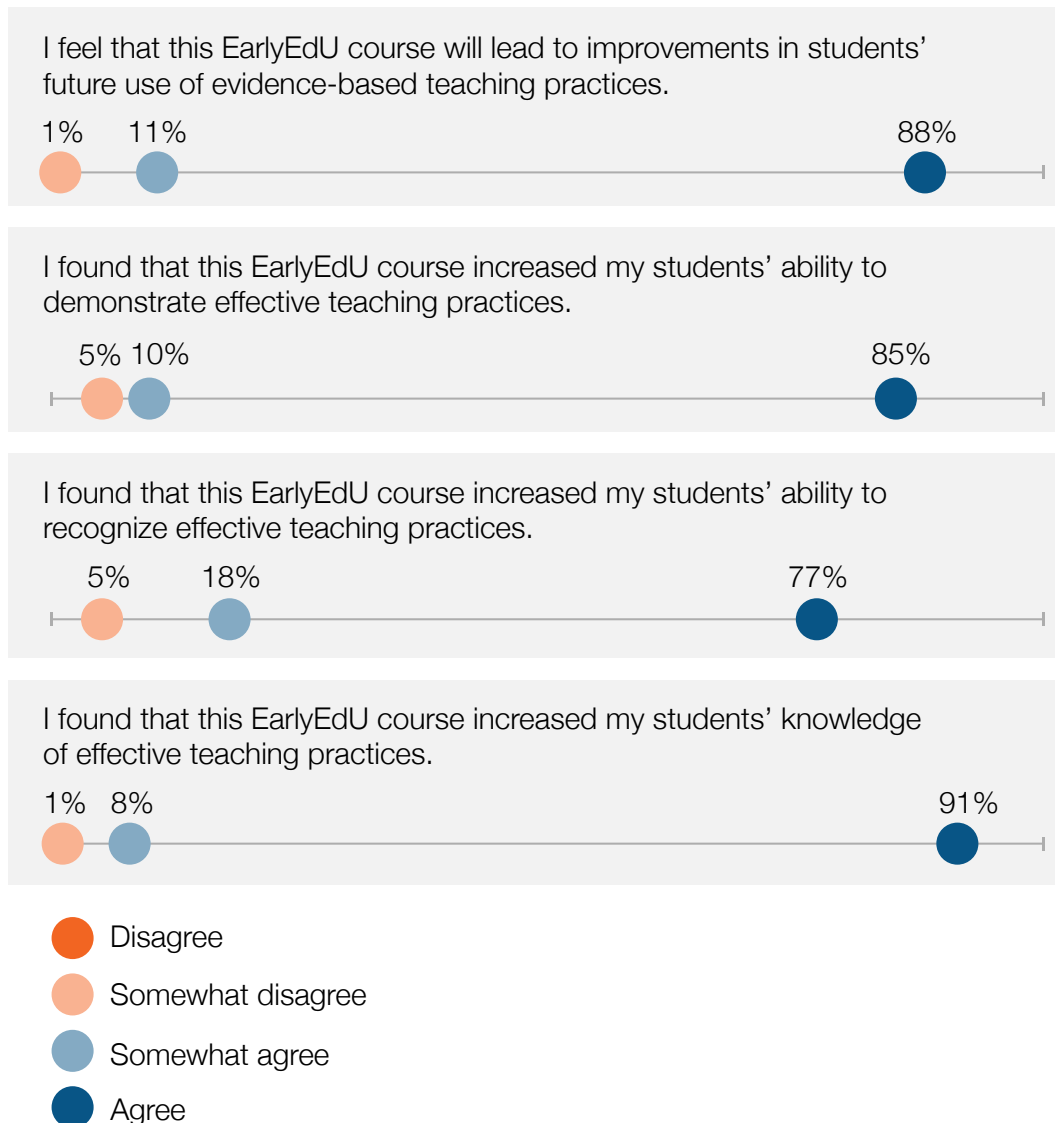 I feel that this EarlyEdU course will lead to improvements in students’
future use of evidence-based teaching practices.
1% 11% 88%
I found that this EarlyEdU course increased my students’ ability to
demonstrate effective teaching practices.
5% 10% 85%
I found that this EarlyEdU course increased my students’ ability to
recognize effective teaching practices.
5% 18% 77%
I found that this EarlyEdU course increased my students’ knowledge
of effective teaching practices.
1% 8% 91%
Disagree
Somewhat disagree
Somewhat agree
Agree